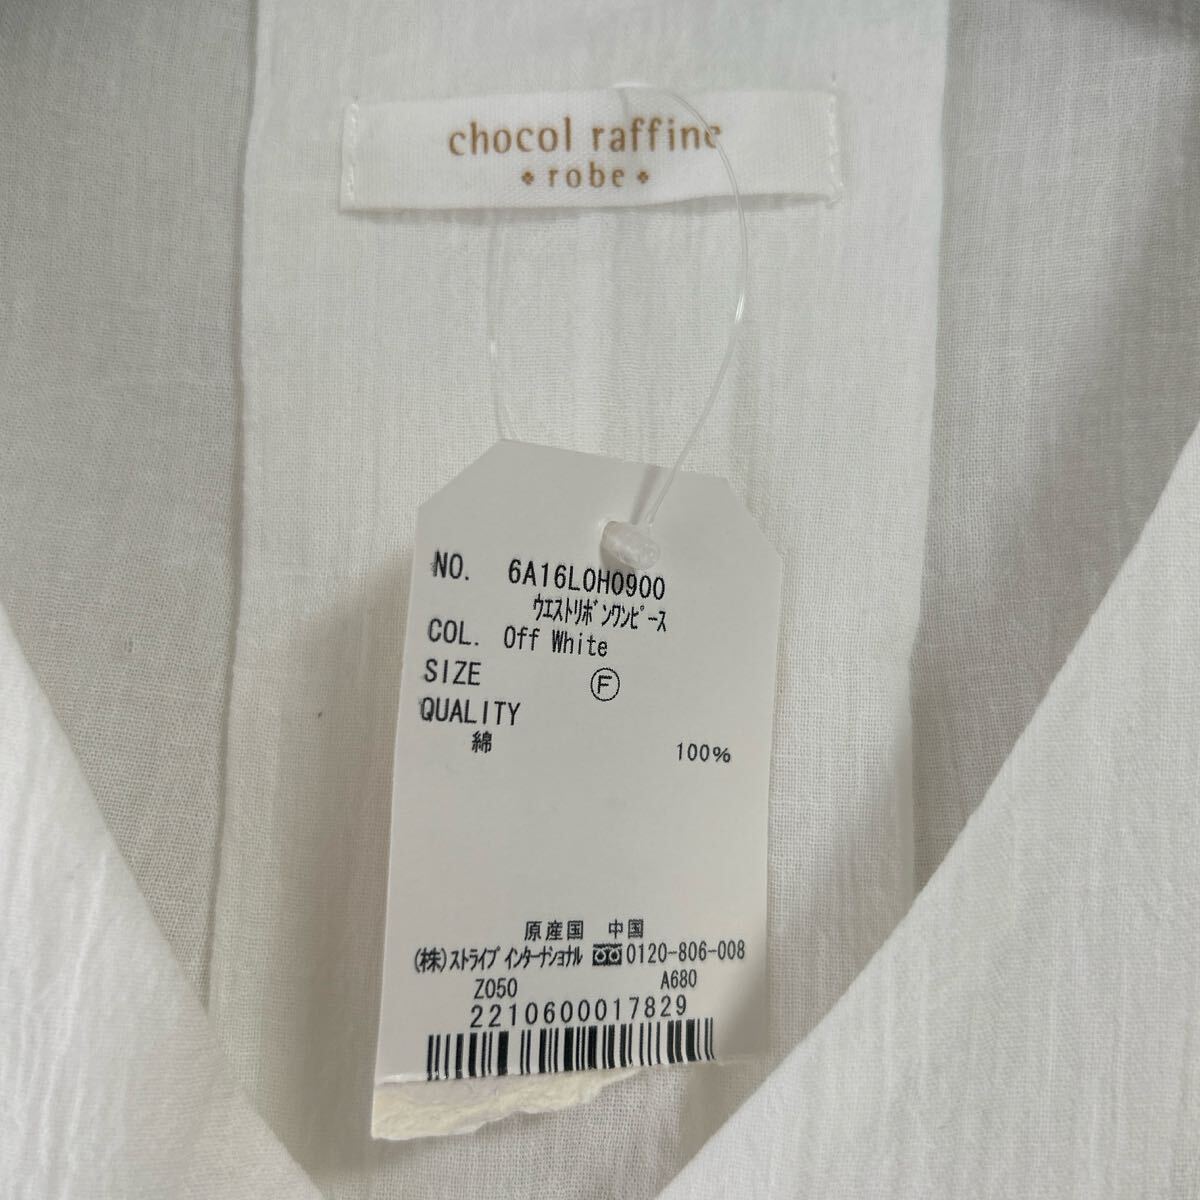 chocol raffine
robe
NO. 6A16L0H0900
ｳｴｽﾄﾘﾎﾞﾝﾜﾝﾋﾟｰｽ
COL. Off White
SIZE Ⓕ
QUALITY
綿 100%
原産国 中国
(株)ｽﾄﾗｲﾌﾟｲﾝﾀｰﾅｼｮﾅﾙ 0120-806-008
Z050 A680
2210600017829